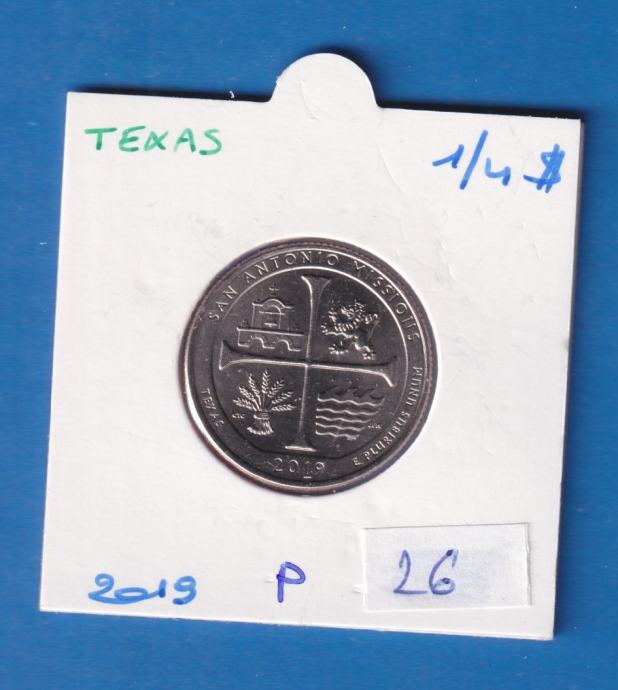 TEXAS 1/4 $
SAN ANTONIO MISSIONS
TEXAS
E PLURIBUS UNUM
2019
2019 P 26